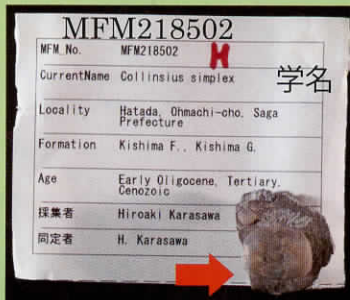 MFM218502
MFM No. MFM218502
H
CurrentName Collinsius simplex
学名
Locality Hatada, Ohmachi-cho, Saga
Prefecture
Formation Kishima F., Kishima G.
Age Early Oligocene, Tertiary.
Cenozoic
採集者 Hiroaki Karasawa
同定者 H. Karasawa